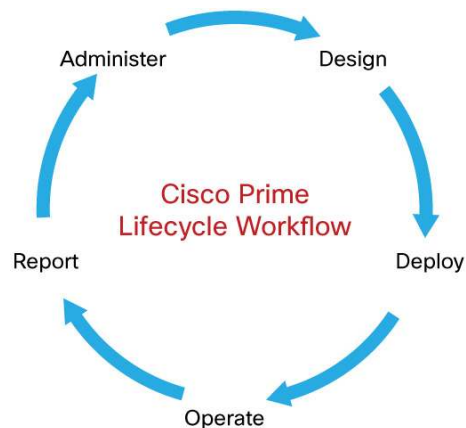 Administer
Design
Cisco Prime
Lifecycle Workflow
Report
Deploy
Operate